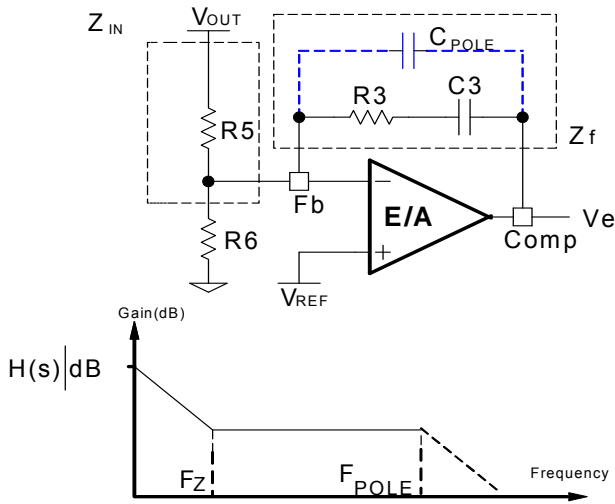 Z IN
VOUT
CPOLE
R3
C3
R5
Zf
Fb
E/A
Ve
R6
Comp
VREF
Gain(dB)
H(s)|dB
FZ
FPOLE
Frequency